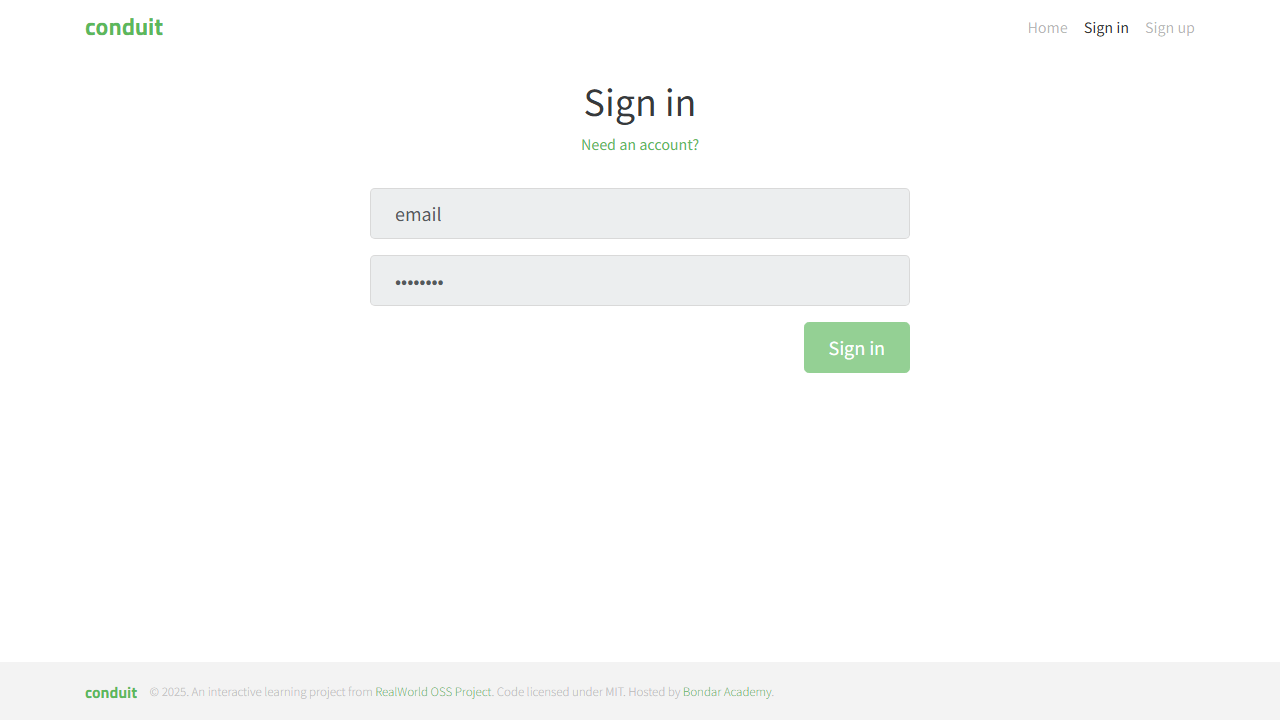 conduit
Home Sign in Sign up
Sign in
Need an account?
email
••••••••
Sign in
conduit © 2025. An interactive learning project from RealWorld OSS Project. Code licensed under MIT. Hosted by Bondar Academy.